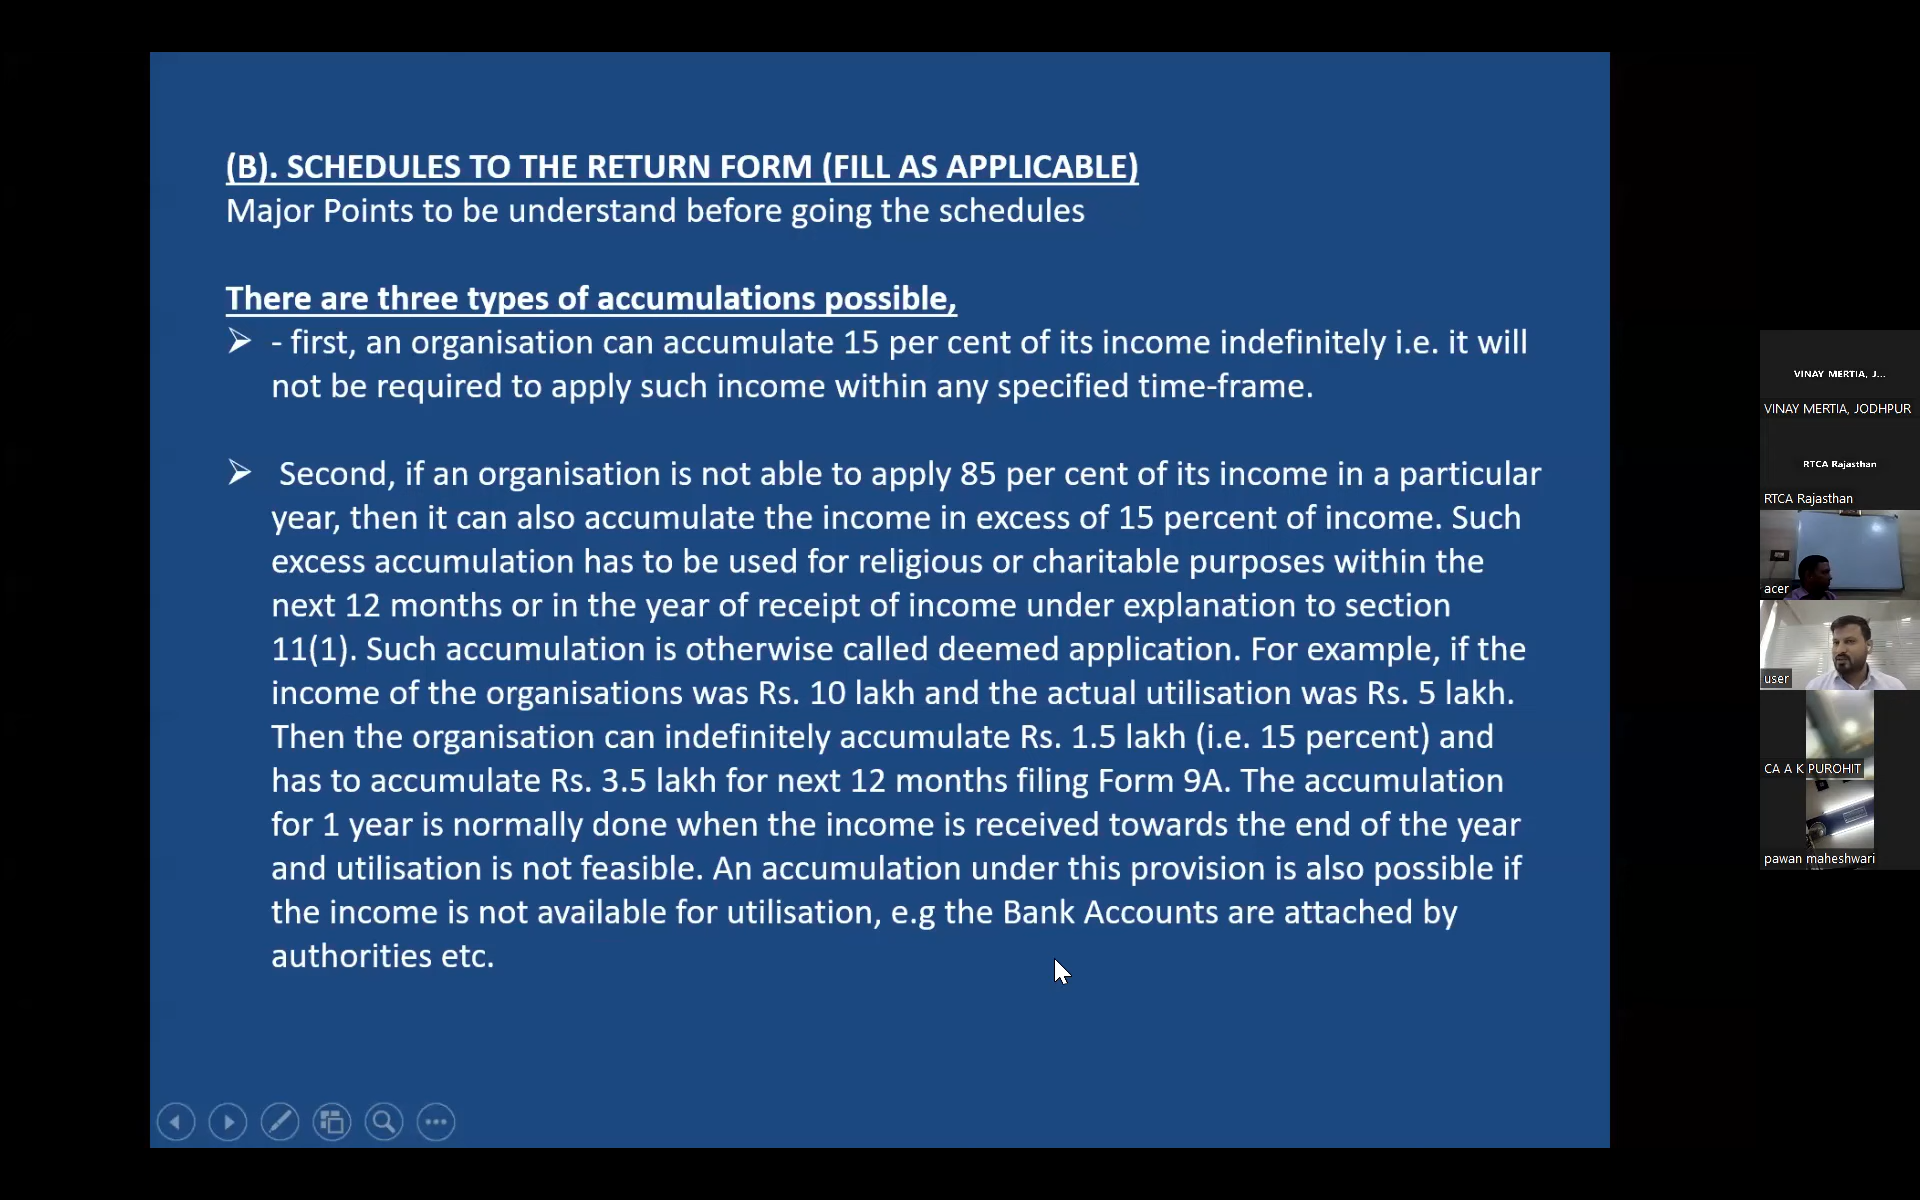 (B). SCHEDULES TO THE RETURN FORM (FILL AS APPLICABLE)
Major Points to be understand before going the schedules
There are three types of accumulations possible,
- first, an organisation can accumulate 15 per cent of its income indefinitely i.e. it will
not be required to apply such income within any specified time-frame.
Second, if an organisation is not able to apply 85 per cent of its income in a particular
year, then it can also accumulate the income in excess of 15 percent of income. Such
excess accumulation has to be used for religious or charitable purposes within the
next 12 months or in the year of receipt of income under explanation to section
11(1). Such accumulation is otherwise called deemed application. For example, if the
income of the organisations was Rs. 10 lakh and the actual utilisation was Rs. 5 lakh.
Then the organisation can indefinitely accumulate Rs. 1.5 lakh (i.e. 15 percent) and
has to accumulate Rs. 3.5 lakh for next 12 months filing Form 9A. The accumulation
for 1 year is normally done when the income is received towards the end of the year
and utilisation is not feasible. An accumulation under this provision is also possible if
the income is not available for utilisation, e.g the Bank Accounts are attached by
authorities etc.
VINAY MERTIA, J...
VINAY MERTIA, JODHPUR
RTCA Rajasthan
RTCA Rajasthan
acer
user
CA A K PUROHIT
pawan maheshwari